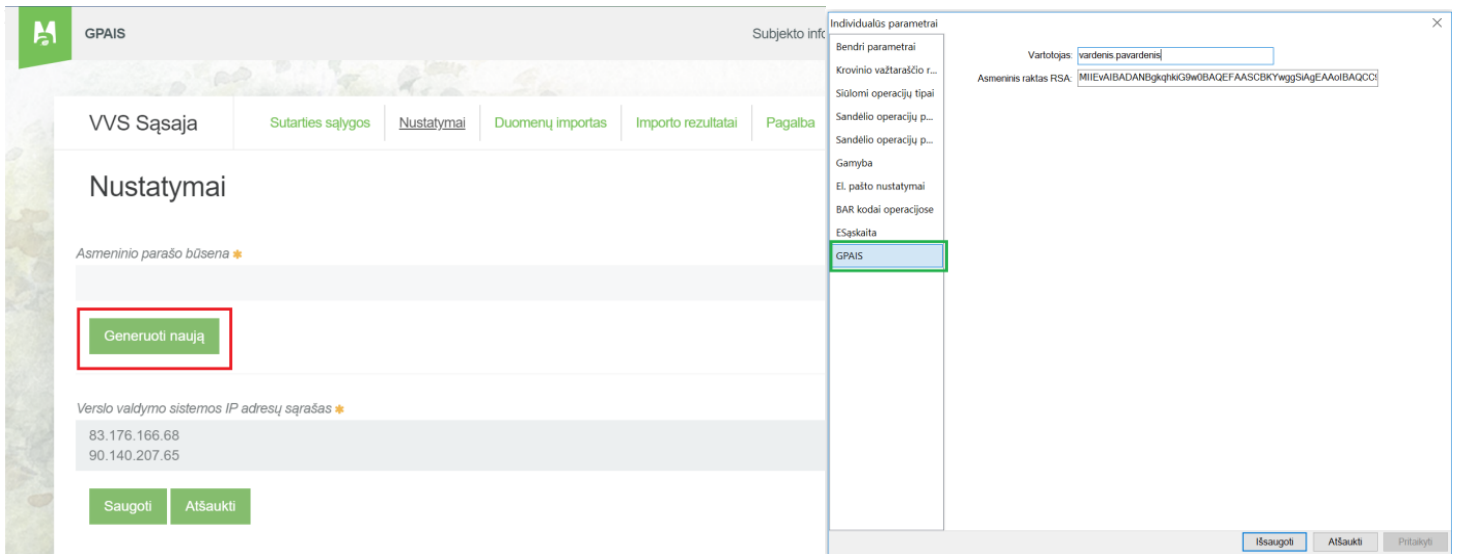 GPAIS
Subjekto info
VVS Sąsaja
Sutarties sąlygos
Nustatymai
Duomenų importas
Importo rezultatai
Pagalba
Nustatymai
Asmeninio parašo būsena ✱
Generuoti naują
Verslo valdymo sistemos IP adresų sąrašas ✱
83.176.166.68
90.140.207.65
Saugoti
Atšaukti
Individualūs parametrai
Bendri parametrai
Krovinio važtaraščio r...
Siūlomi operacijų tipai
Sandėlio operacijų p...
Sandėlio operacijų p...
Gamyba
El. pašto nustatymai
BAR kodai operacijose
ESąskaita
GPAIS
Vartotojas: vardenis.pavardenis
Asmeninis raktas RSA: MIIEvAIBADANBgkqhkiG9w0BAQEFAASCBKYwggSiAgEAAoIBAQCC
Išsaugoti
Atšaukti
Pritaikyti